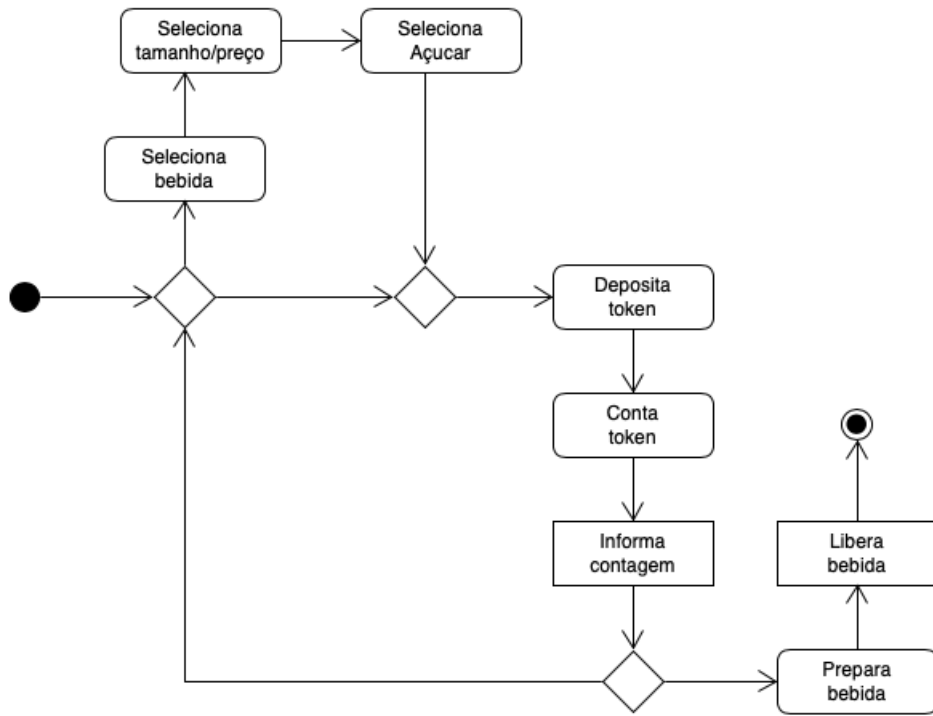 Seleciona
tamanho/preço
Seleciona
Açucar
Seleciona
bebida
Deposita
token
Conta
token
Informa
contagem
Libera
bebida
Prepara
bebida